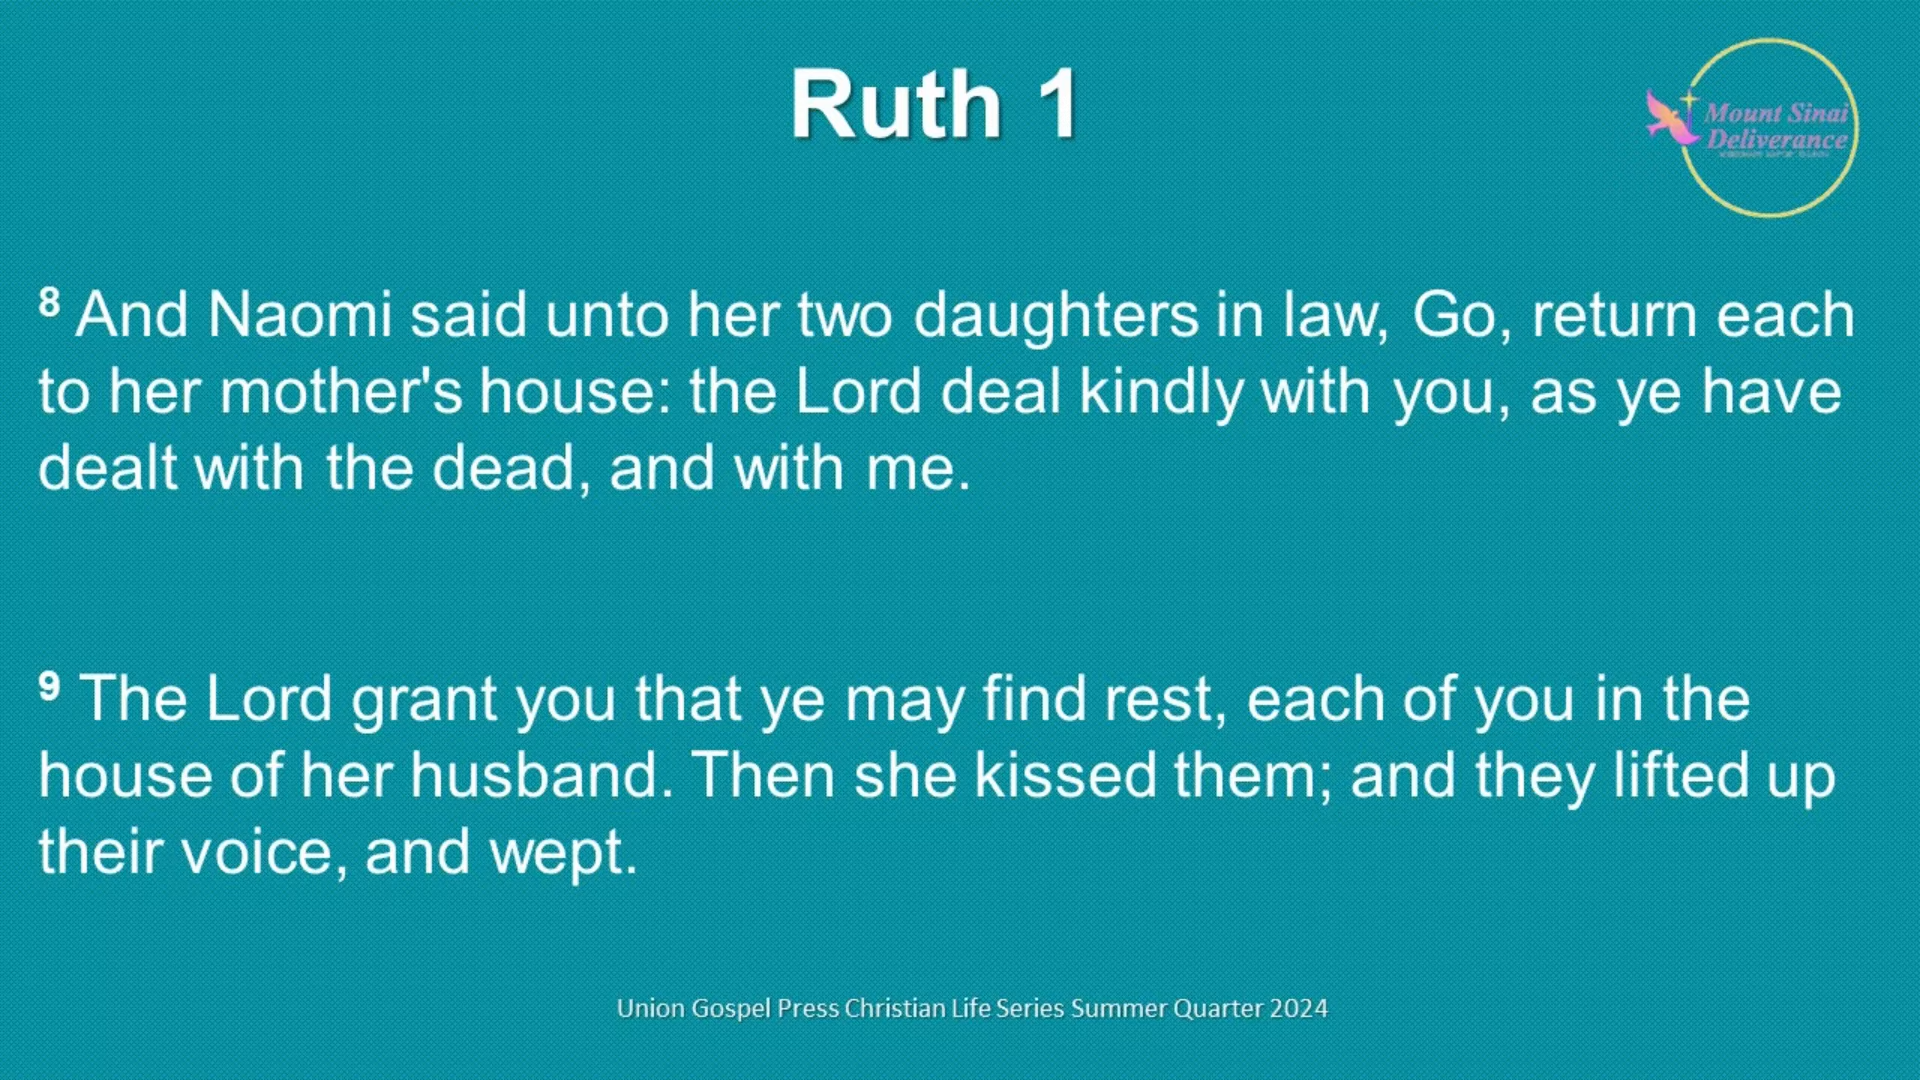 Ruth 1
Mount Sinai
Deliverance
8 And Naomi said unto her two daughters in law, Go, return each
to her mother's house: the Lord deal kindly with you, as ye have
dealt with the dead, and with me.
9 The Lord grant you that ye may find rest, each of you in the
house of her husband. Then she kissed them; and they lifted up
their voice, and wept.
Union Gospel Press Christian Life Series Summer Quarter 2024